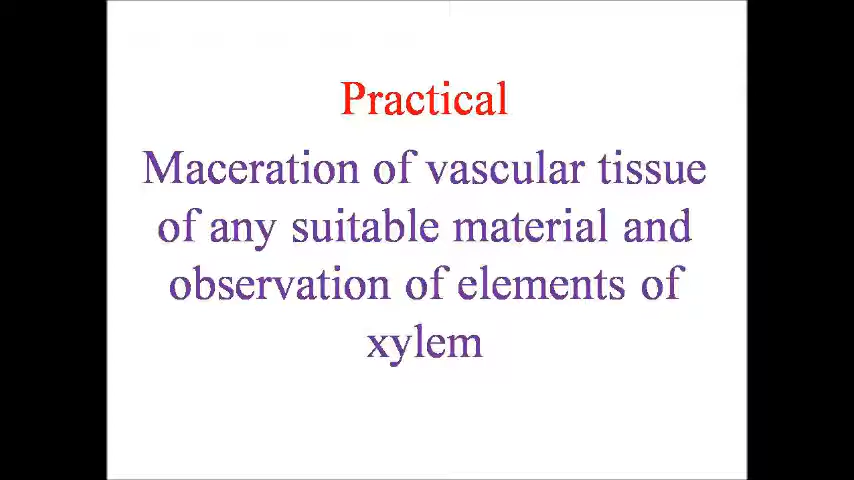 Practical
Maceration of vascular tissue
of any suitable material and
observation of elements of
xylem